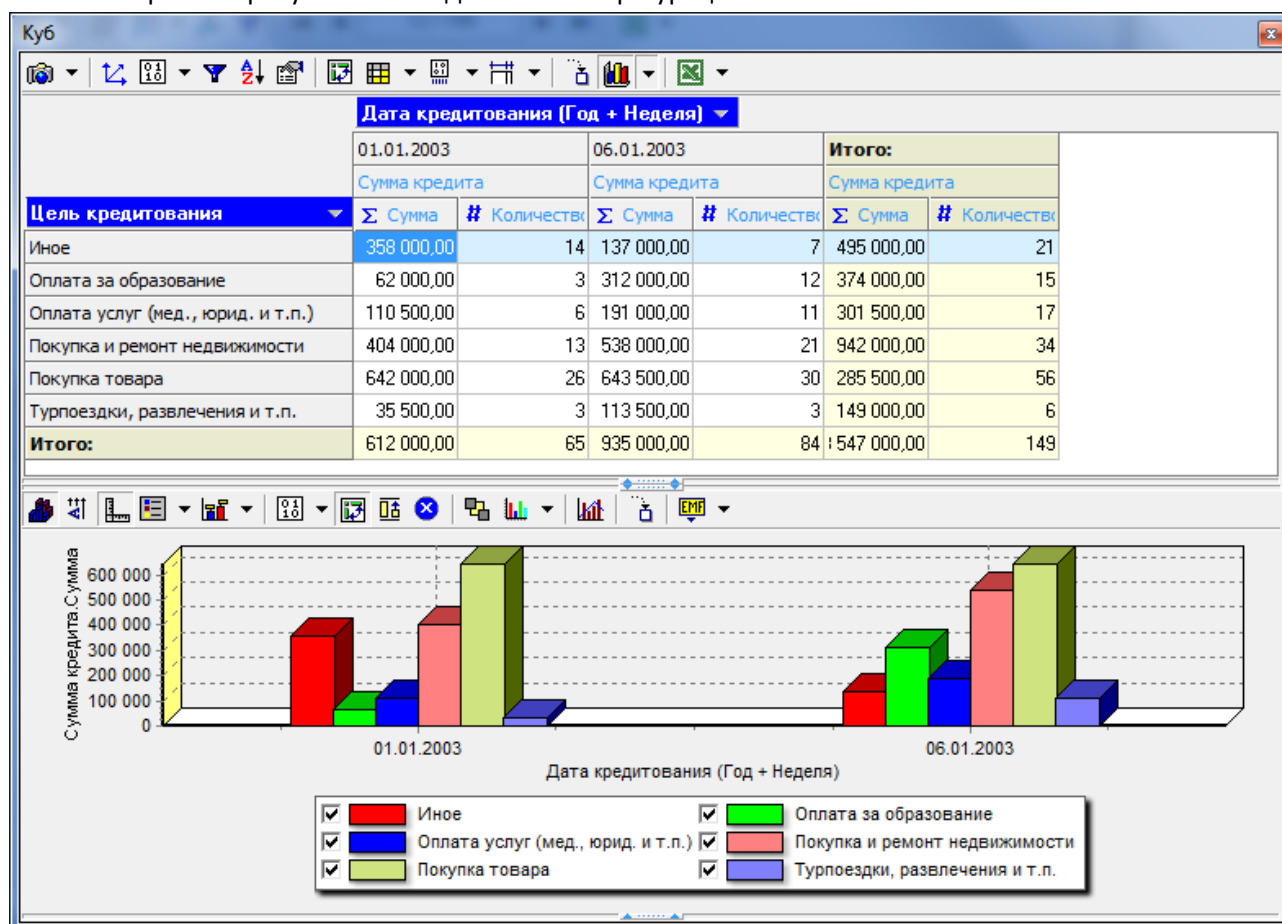 Куб
Дата кредитования (Год + Неделя)
01.01.2003 06.01.2003 Итого:
Сумма кредита Сумма кредита Сумма кредита
Цель кредитования Σ Сумма # Количество Σ Сумма # Количество Σ Сумма # Количество
Иное 358 000,00 14 137 000,00 7 495 000,00 21
Оплата за образование 62 000,00 3 312 000,00 12 374 000,00 15
Оплата услуг (мед., юрид. и т.п.) 110 500,00 6 191 000,00 11 301 500,00 17
Покупка и ремонт недвижимости 404 000,00 13 538 000,00 21 942 000,00 34
Покупка товара 642 000,00 26 643 500,00 30 285 500,00 56
Турпоездки, развлечения и т.п. 35 500,00 3 113 500,00 3 149 000,00 6
Итого: 612 000,00 65 935 000,00 84 547 000,00 149
EMF
Сумма кредита.Сумма
600 000
500 000
400 000
300 000
200 000
100 000
0
01.01.2003 06.01.2003
Дата кредитования (Год + Неделя)
Иное Оплата за образование
Оплата услуг (мед., юрид. и т.п.) Покупка и ремонт недвижимости
Покупка товара Турпоездки, развлечения и т.п.